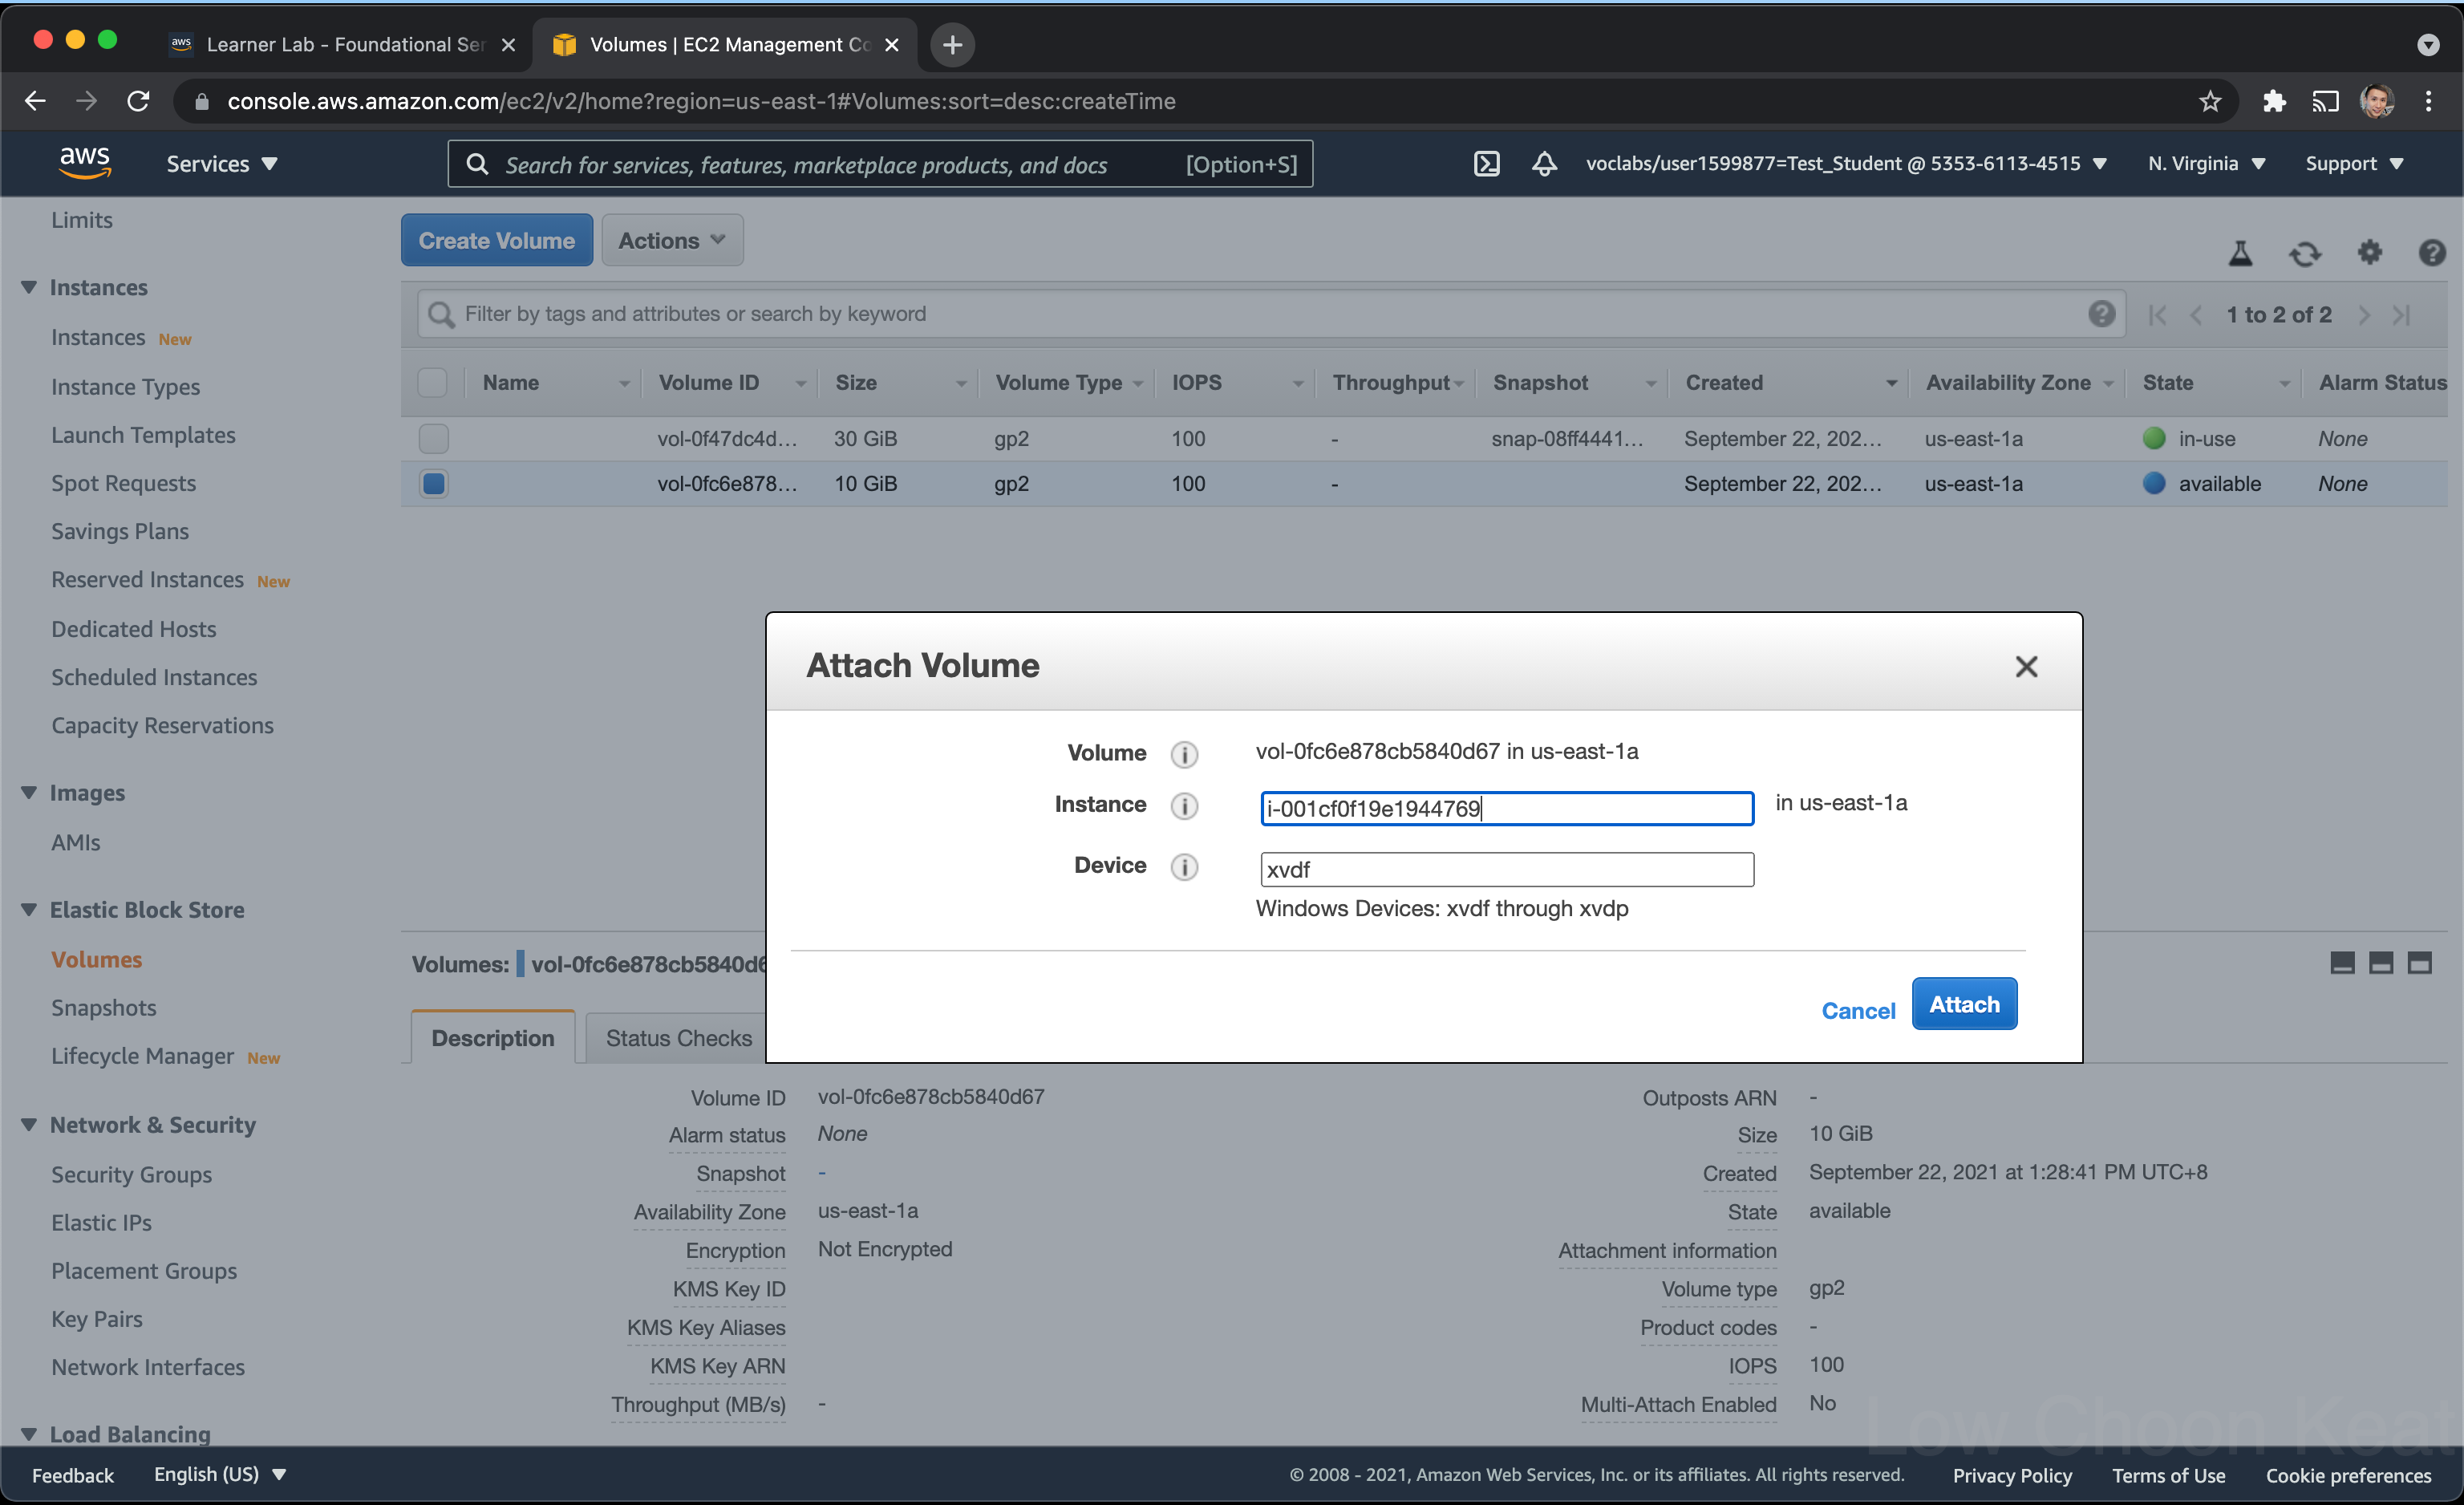 aws Learner Lab - Foundational Ser
Volumes | EC2 Management Co
console.aws.amazon.com/ec2/v2/home?region=us-east-1#Volumes:sort=desc:createTime
aws
Services
Search for services, features, marketplace products, and docs [Option+S]
voclabs/user1599877=Test_Student @ 5353-6113-4515
N. Virginia
Support
Limits
Instances
Instances New
Instance Types
Launch Templates
Spot Requests
Savings Plans
Reserved Instances New
Dedicated Hosts
Scheduled Instances
Capacity Reservations
Images
AMIs
Elastic Block Store
Volumes
Snapshots
Lifecycle Manager New
Network & Security
Security Groups
Elastic IPs
Placement Groups
Key Pairs
Network Interfaces
Load Balancing
Create Volume Actions
Filter by tags and attributes or search by keyword
1 to 2 of 2
Name Volume ID Size Volume Type IOPS Throughput Snapshot Created Availability Zone State Alarm Status
vol-0f47dc4d... 30 GiB gp2 100 - snap-08ff4441... September 22, 202... us-east-1a in-use None
vol-0fc6e878... 10 GiB gp2 100 - September 22, 202... us-east-1a available None
Attach Volume
Volume vol-0fc6e878cb5840d67 in us-east-1a
Instance i-001cf0f19e1944769 in us-east-1a
Device xvdf
Windows Devices: xvdf through xvdp
Cancel Attach
Volumes: vol-0fc6e878cb5840d6
Description Status Checks
Volume ID vol-0fc6e878cb5840d67
Alarm status None
Snapshot -
Availability Zone us-east-1a
Encryption Not Encrypted
KMS Key ID
KMS Key Aliases
KMS Key ARN
Throughput (MB/s) -
Outposts ARN -
Size 10 GiB
Created September 22, 2021 at 1:28:41 PM UTC+8
State available
Attachment information
Volume type gp2
Product codes -
IOPS 100
Multi-Attach Enabled No
Low Choon Keat
Feedback English (US)
© 2008 - 2021, Amazon Web Services, Inc. or its affiliates. All rights reserved. Privacy Policy Terms of Use Cookie preferences